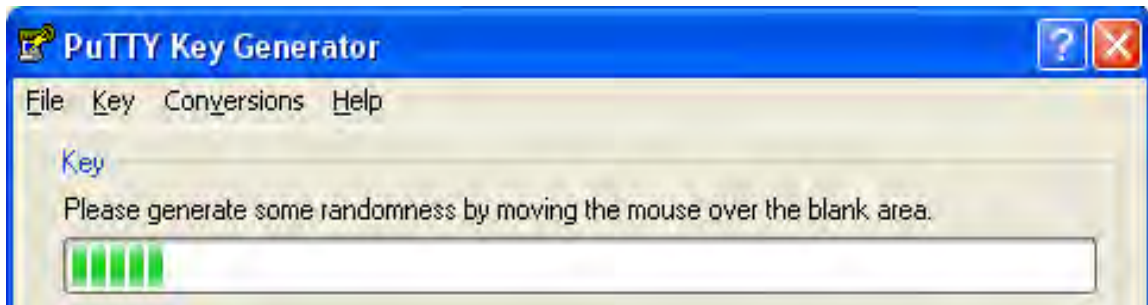 PuTTY Key Generator
File Key Conversions Help
Key
Please generate some randomness by moving the mouse over the blank area.